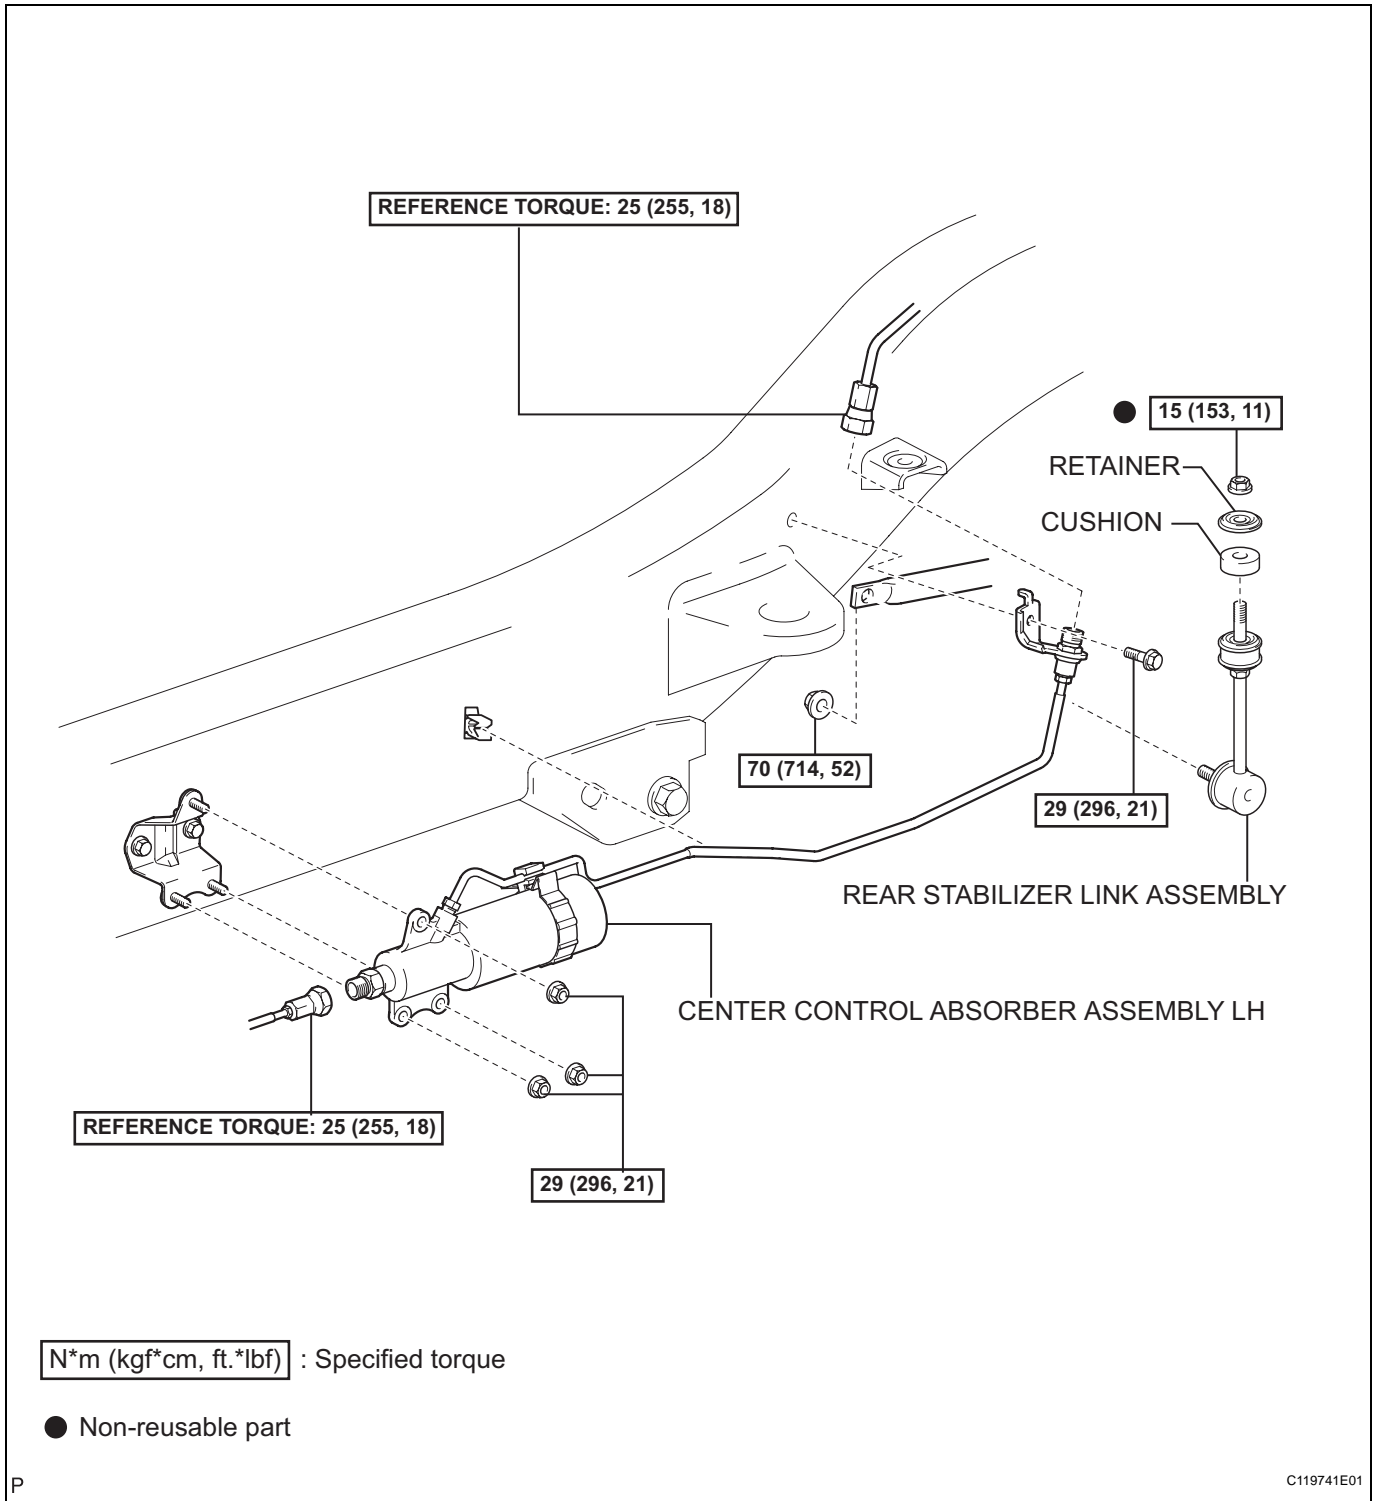 REFERENCE TORQUE: 25 (255, 18)
15 (153, 11)
RETAINER
CUSHION
70 (714, 52)
29 (296, 21)
REAR STABILIZER LINK ASSEMBLY
CENTER CONTROL ABSORBER ASSEMBLY LH
REFERENCE TORQUE: 25 (255, 18)
29 (296, 21)
N*m (kgf*cm, ft.*lbf) : Specified torque
● Non-reusable part
P
C119741E01